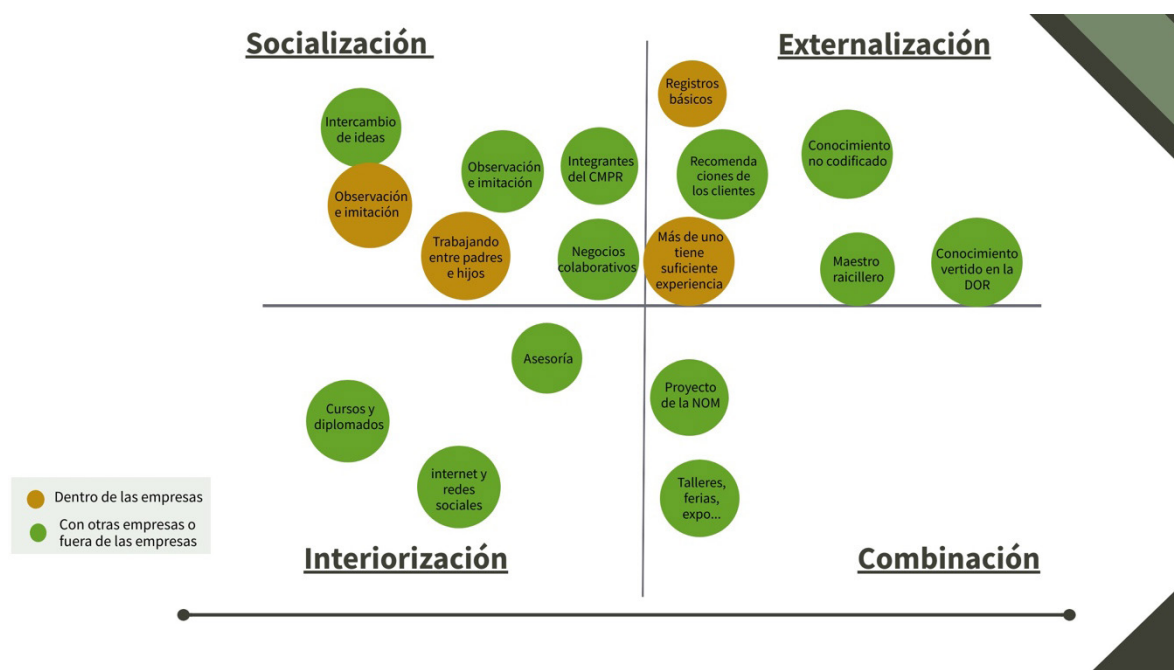 Socialización
Externalización
Intercambio
de ideas
Observación
e imitación
Observación
e imitación
Trabajando
entre padres
e hijos
Integrantes
del CMPR
Negocios
colaborativos
Registros
básicos
Recomenda
ciones de
los clientes
Conocimiento
no codificado
Más de uno
tiene
suficiente
experiencia
Maestro
raicillero
Conocimiento
vertido en la
DOR
Asesoría
Cursos y
diplomados
internet y
redes
sociales
Proyecto
de la NOM
Talleres,
ferias,
expo...
Dentro de las empresas
Con otras empresas o
fuera de las empresas
Interiorización
Combinación